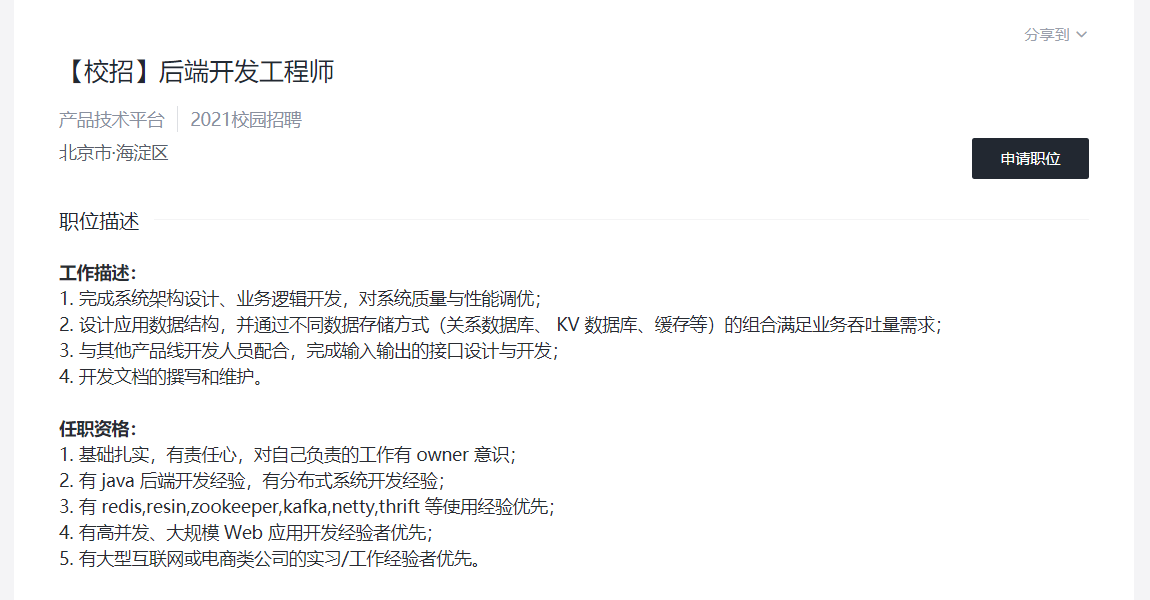 分享到
【校招】后端开发工程师
产品技术平台 2021校园招聘
北京市·海淀区
申请职位
职位描述
工作描述：
1. 完成系统架构设计、业务逻辑开发，对系统质量与性能调优；
2. 设计应用数据结构，并通过不同数据存储方式（关系数据库、 KV 数据库、缓存等）的组合满足业务吞吐量需求；
3. 与其他产品线开发人员配合，完成输入输出的接口设计与开发；
4. 开发文档的撰写和维护。
任职资格：
1. 基础扎实，有责任心，对自己负责的工作有 owner 意识；
2. 有 java 后端开发经验，有分布式系统开发经验；
3. 有 redis,resin,zookeeper,kafka,netty,thrift 等使用经验优先；
4. 有高并发、大规模 Web 应用开发经验者优先；
5. 有大型互联网或电商类公司的实习/工作经验者优先。